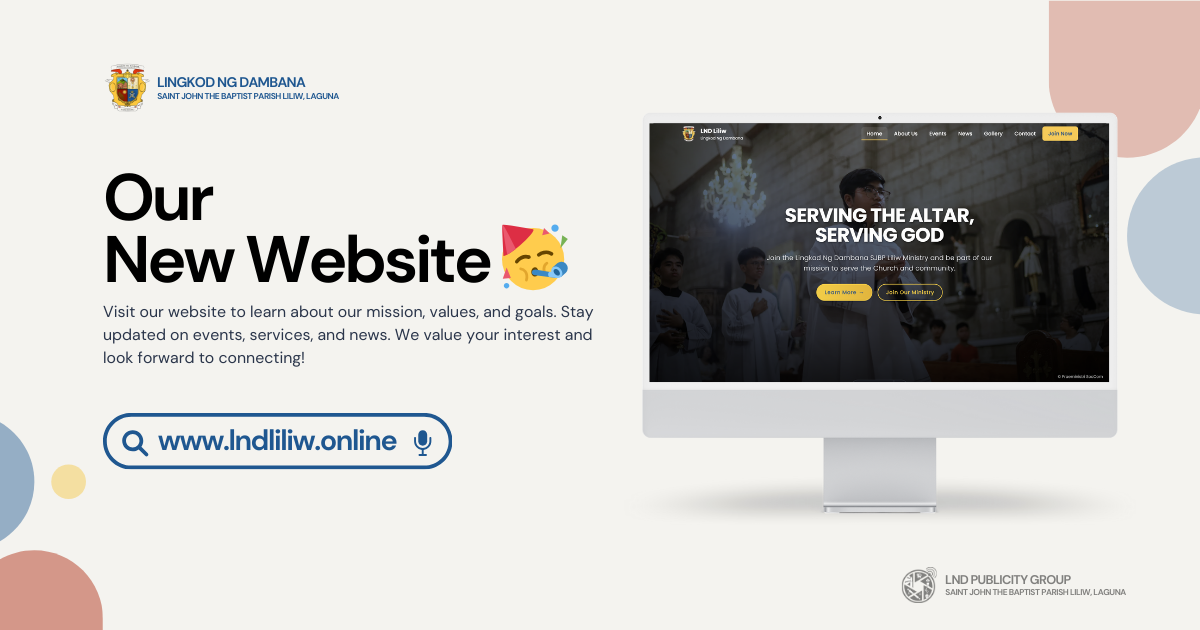 LINGKOD NG DAMBANA
SAINT JOHN THE BAPTIST PARISH LILIW, LAGUNA
Our
New Website
Visit our website to learn about our mission, values, and goals. Stay
updated on events, services, and news. We value your interest and
look forward to connecting!
www.lndliliw.online
LND Liliw
Lingkod Ng Dambana
Home About Us Events News Gallery Contact Join Now
SERVING THE ALTAR,
SERVING GOD
Join the Lingkod Ng Dambana SJBP Liliw Ministry and be part of our
mission to serve the Church and community.
Learn More → Join Our Ministry
LND PUBLICITY GROUP
SAINT JOHN THE BAPTIST PARISH LILIW, LAGUNA